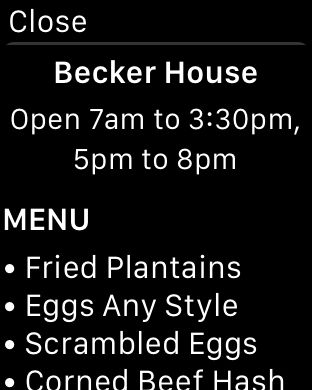 Close
Becker House
Open 7am to 3:30pm,
5pm to 8pm
MENU
• Fried Plantains
• Eggs Any Style
• Scrambled Eggs
• Corned Beef Hash